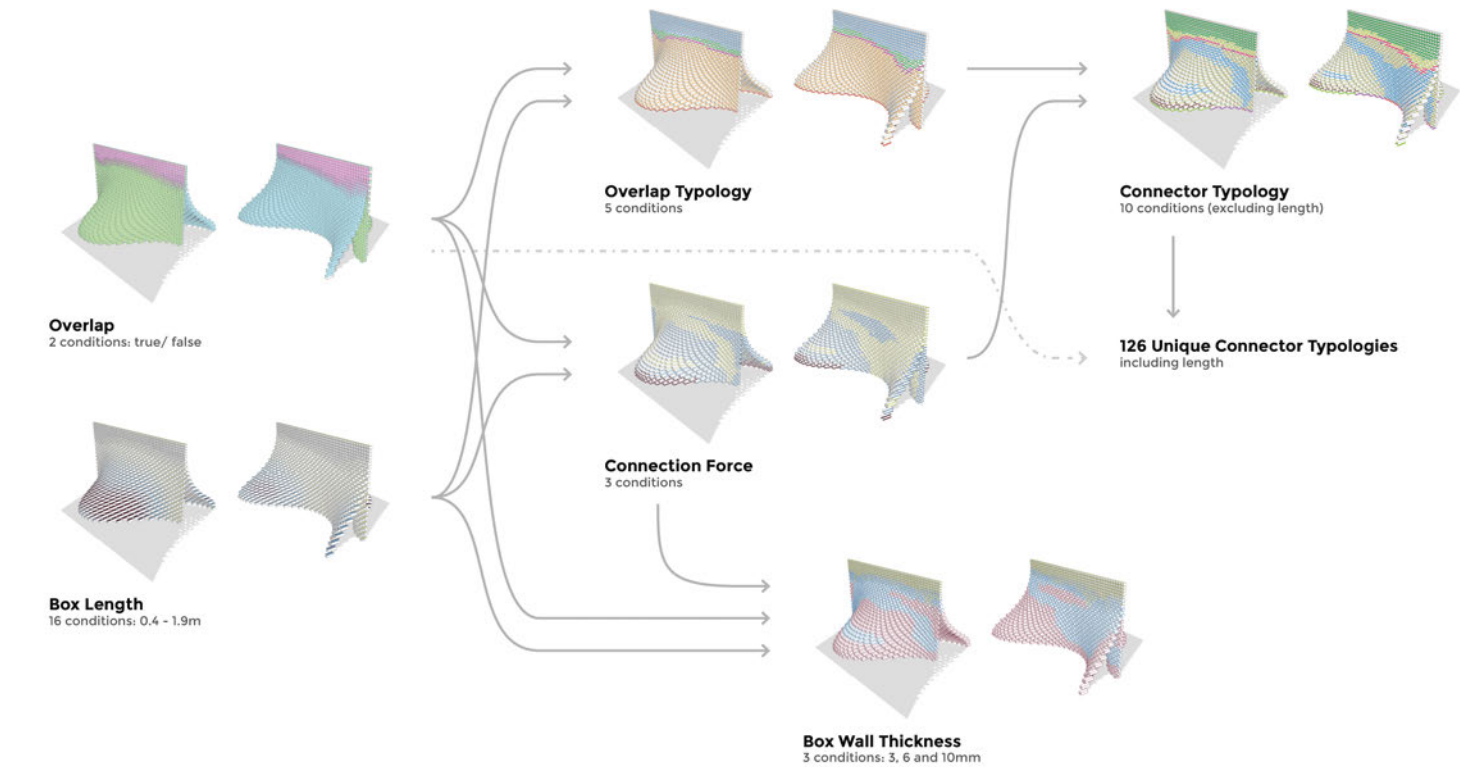 Overlap Typology
5 conditions
Connector Typology
10 conditions (excluding length)
Overlap
2 conditions: true/ false
126 Unique Connector Typologies
including length
Connection Force
3 conditions
Box Length
16 conditions: 0.4 - 1.9m
Box Wall Thickness
3 conditions: 3, 6 and 10mm